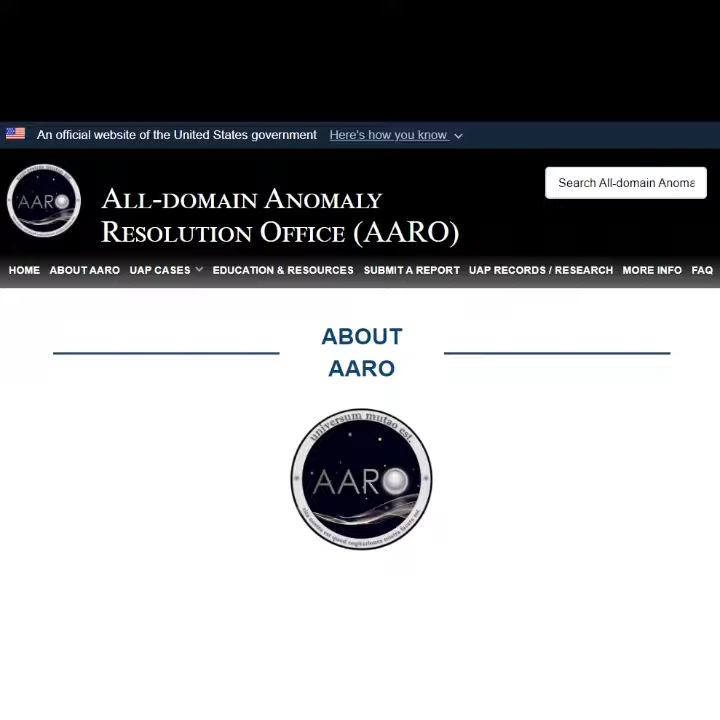 An official website of the United States government Here's how you know
AARO
ALL-DOMAIN ANOMALY
RESOLUTION OFFICE (AARO)
Search All-domain Anoma
HOME ABOUT AARO UAP CASES EDUCATION & RESOURCES SUBMIT A REPORT UAP RECORDS / RESEARCH MORE INFO FAQ
ABOUT
AARO
universum mutao est.
AARO